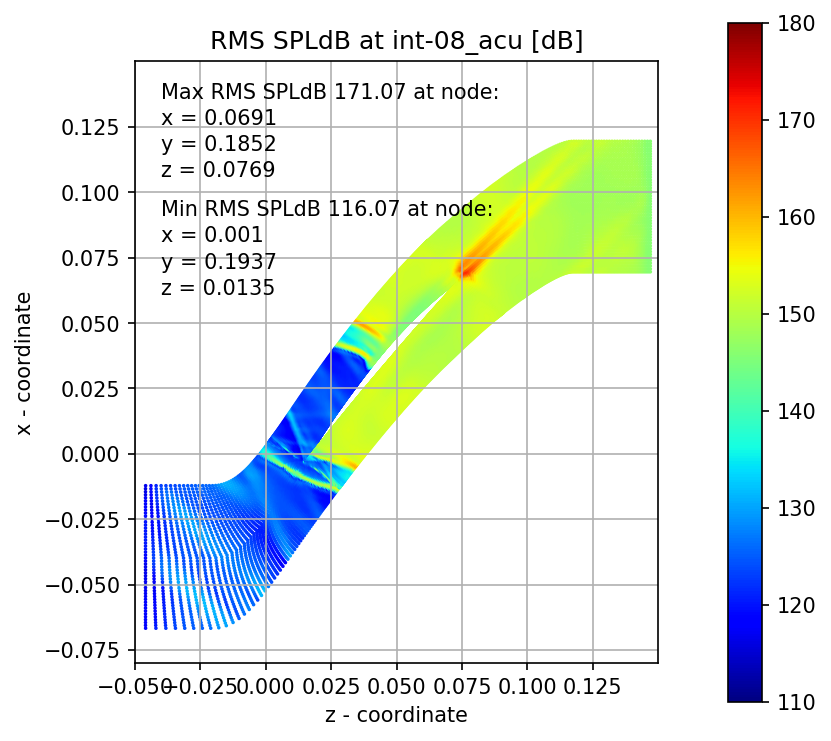 RMS SPLdB at int-08_acu [dB]
Max RMS SPLdB 171.07 at node:
x = 0.0691
y = 0.1852
z = 0.0769
Min RMS SPLdB 116.07 at node:
x = 0.001
y = 0.1937
z = 0.0135
x - coordinate
0.125
0.100
0.075
0.050
0.025
0.000
−0.025
−0.050
−0.075
−0.050 −0.025 0.000 0.025 0.050 0.075 0.100 0.125
z - coordinate
180
170
160
150
140
130
120
110